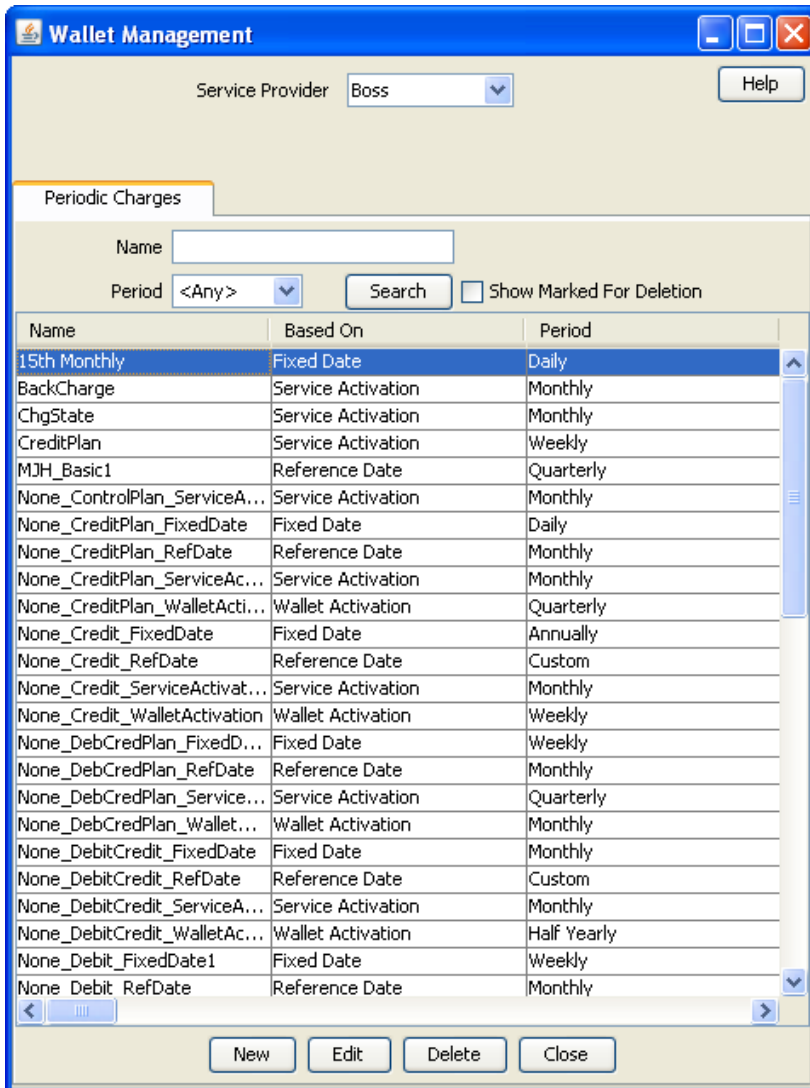 Wallet Management
Service Provider Boss Help
Periodic Charges
Name
Period <Any> Search Show Marked For Deletion
Name Based On Period
15th Monthly Fixed Date Daily
BackCharge Service Activation Monthly
ChgState Service Activation Monthly
CreditPlan Service Activation Weekly
MJH_Basic1 Reference Date Quarterly
None_ControlPlan_ServiceA... Service Activation Monthly
None_CreditPlan_FixedDate Fixed Date Daily
None_CreditPlan_RefDate Reference Date Monthly
None_CreditPlan_ServiceAc... Service Activation Monthly
None_CreditPlan_WalletActi... Wallet Activation Quarterly
None_Credit_FixedDate Fixed Date Annually
None_Credit_RefDate Reference Date Custom
None_Credit_ServiceActivat... Service Activation Monthly
None_Credit_WalletActivation Wallet Activation Weekly
None_DebCredPlan_FixedD... Fixed Date Weekly
None_DebCredPlan_RefDate Reference Date Monthly
None_DebCredPlan_Service... Service Activation Quarterly
None_DebCredPlan_Wallet... Wallet Activation Monthly
None_DebitCredit_FixedDate Fixed Date Monthly
None_DebitCredit_RefDate Reference Date Custom
None_DebitCredit_ServiceA... Service Activation Monthly
None_DebitCredit_WalletAc... Wallet Activation Half Yearly
None_Debit_FixedDate1 Fixed Date Weekly
None_Debit_RefDate Reference Date Monthly
New Edit Delete Close